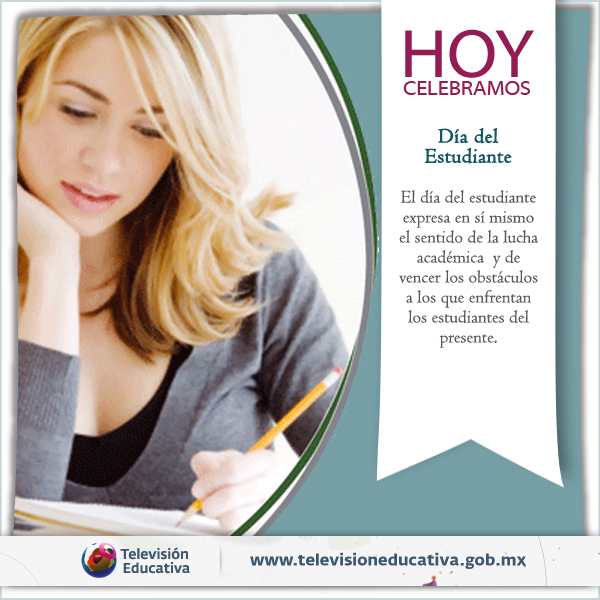 HOY
CELEBRAMOS
Día del
Estudiante
El día del estudiante
expresa en sí mismo
el sentido de la lucha
académica y de
vencer los obstáculos
a los que enfrentan
los estudiantes del
presente.
Televisión
Educativa
www.televisioneducativa.gob.mx